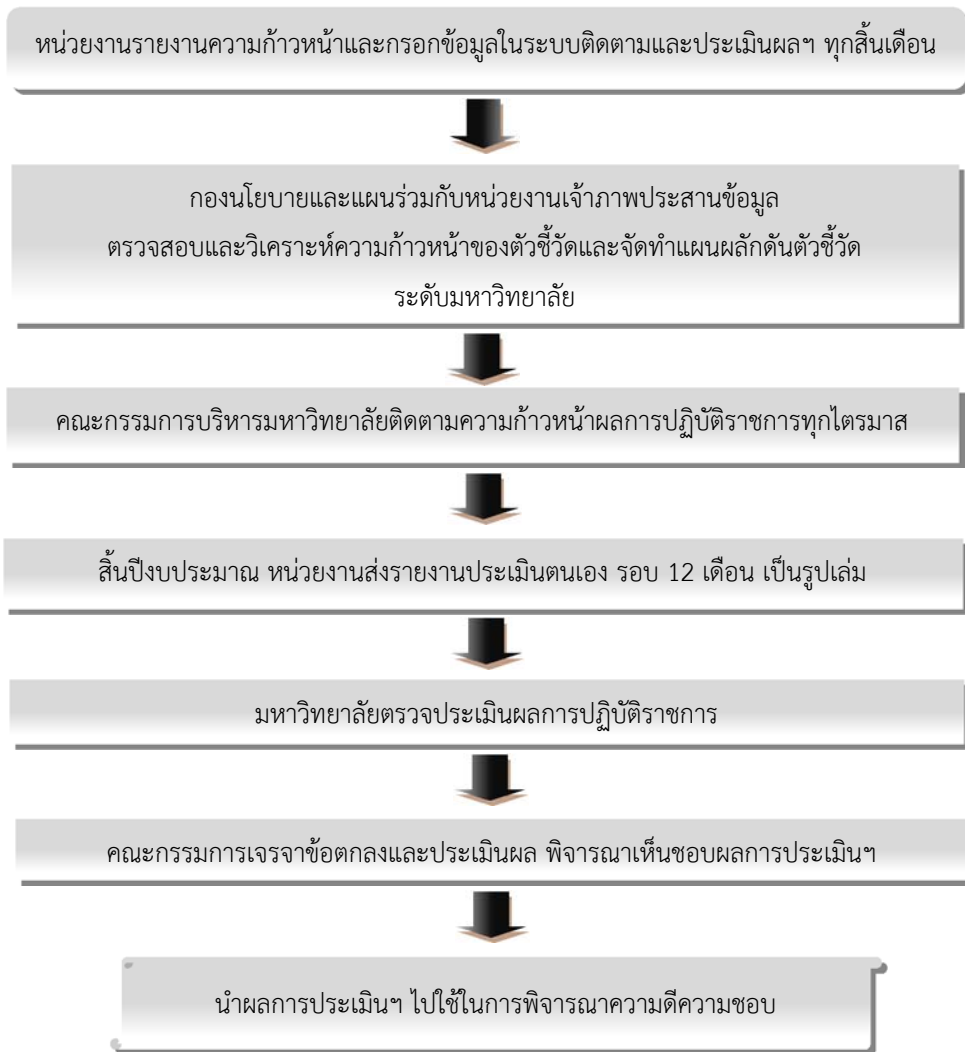 หน่วยงานรายงานความก้าวหน้าและกรอกข้อมูลในระบบติดตามและประเมินผลฯ ทุกสิ้นเดือน
กองนโยบายและแผนร่วมกับหน่วยงานเจ้าภาพประสานข้อมูล
ตรวจสอบและวิเคราะห์ความก้าวหน้าของตัวชี้วัดและจัดทำแผนผลักดันตัวชี้วัด
ระดับมหาวิทยาลัย
คณะกรรมการบริหารมหาวิทยาลัยติดตามความก้าวหน้าผลการปฏิบัติราชการทุกไตรมาส
สิ้นปีงบประมาณ หน่วยงานส่งรายงานประเมินตนเอง รอบ 12 เดือน เป็นรูปเล่ม
มหาวิทยาลัยตรวจประเมินผลการปฏิบัติราชการ
คณะกรรมการเจรจาข้อตกลงและประเมินผล พิจารณาเห็นชอบผลการประเมินฯ
นำผลการประเมินฯ ไปใช้ในการพิจารณาความดีความชอบ